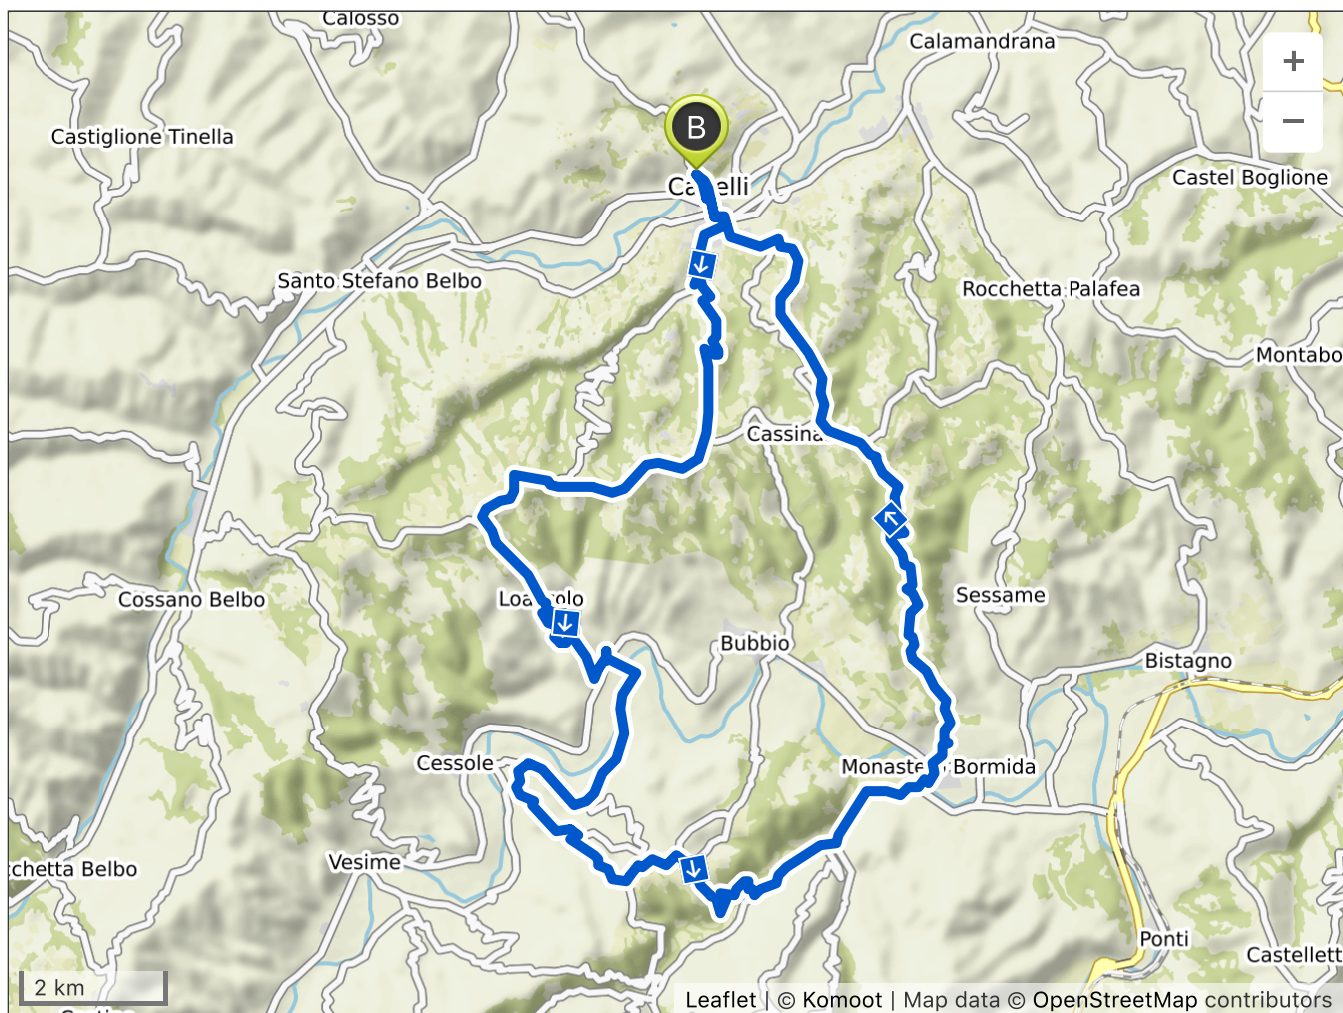 Calosso
Calamandrana
+
Castiglione Tinella
B
−
Castel Boglione
Santo Stefano Belbo
Rocchetta Palafea
Montabo
Cassina
Cossano Belbo
Sessame
Bubbio
Bistagno
Cessole
Bormida
Vesime
cchetta Belbo
Ponti
Castellett
2 km
Leaflet | © Komoot | Map data © OpenStreetMap contributors